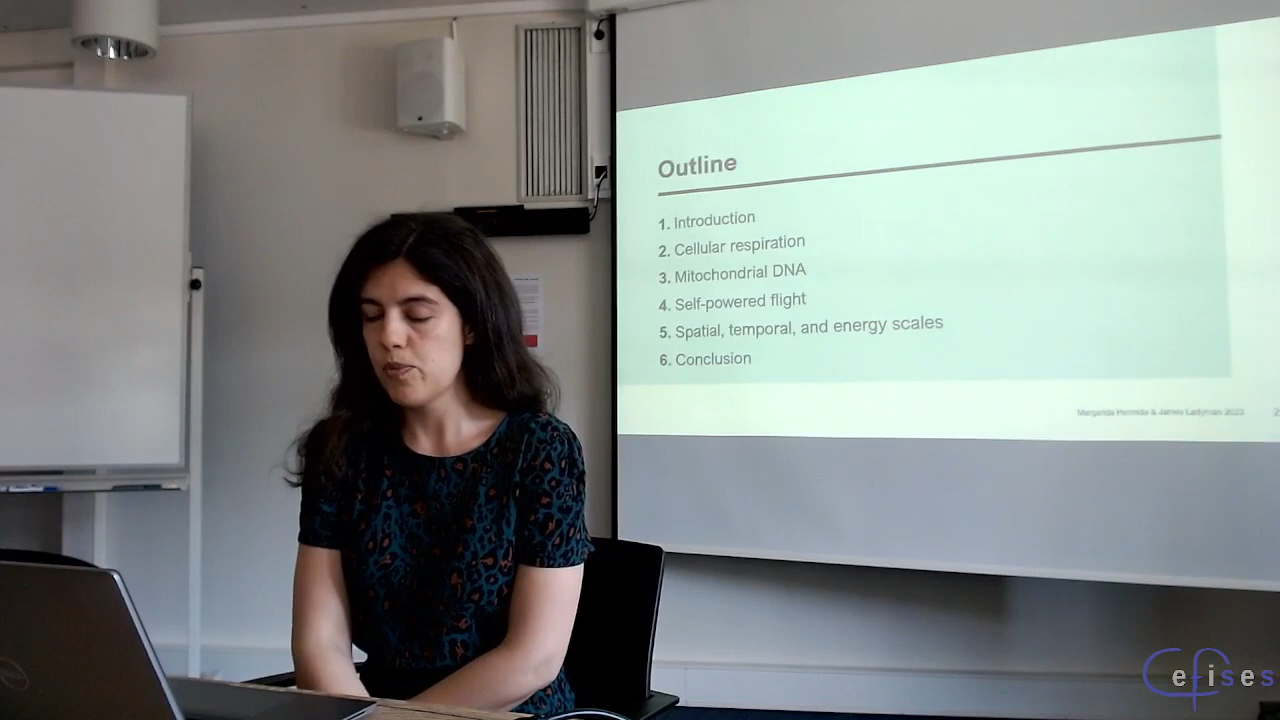 Outline
1. Introduction
2. Cellular respiration
3. Mitochondrial DNA
4. Self-powered flight
5. Spatial, temporal, and energy scales
6. Conclusion
Margarida Hermida & James Ladyman 2023
2
efises